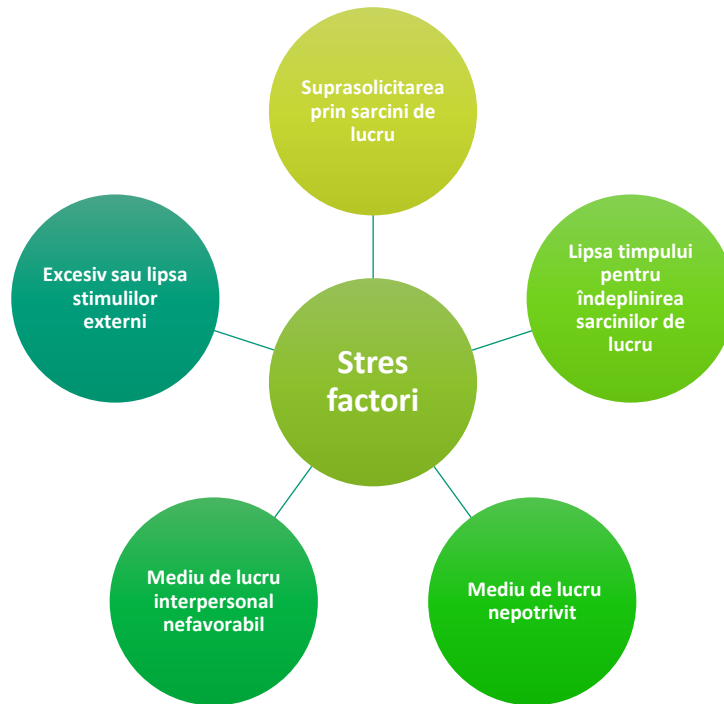 Suprasolicitarea
prin sarcini de
lucru
Excesiv sau lipsa
stimulilor
externi
Lipsa timpului
pentru
îndeplinirea
sarcinilor de
lucru
Stres
factori
Mediu de lucru
interpersonal
nefavorabil
Mediu de lucru
nepotrivit